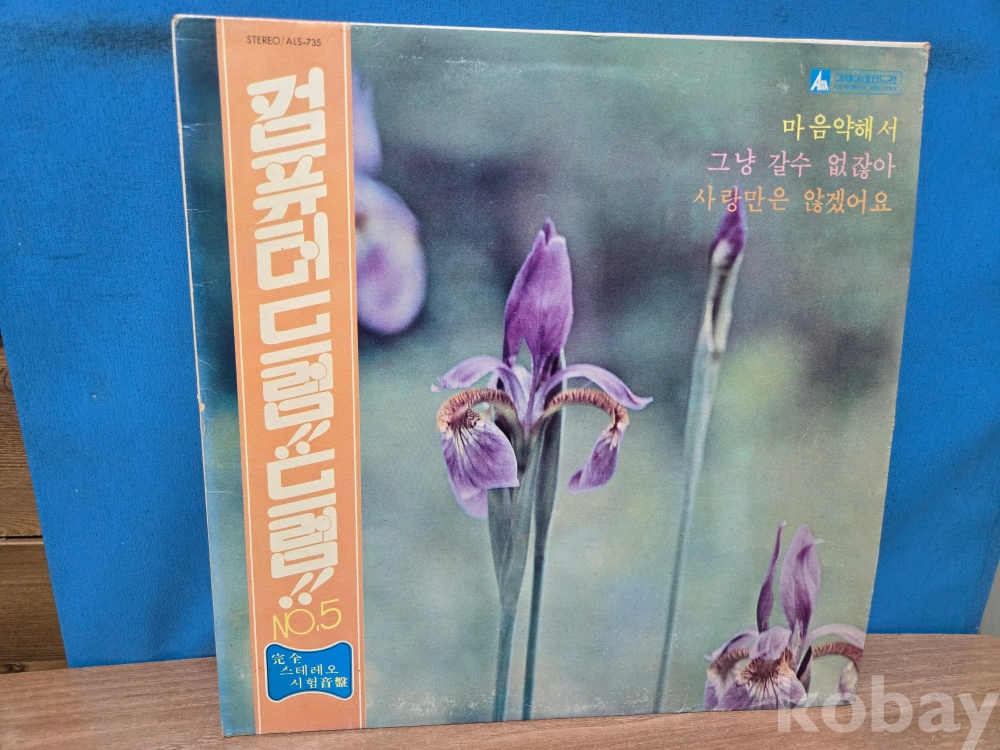 STEREO/ALS-735
컴퓨터 드럼!! 드럼!!
NO.5
完全
스테레오
시험音盤
마음약해서
그냥 갈수 없잖아
사랑만은 않겠어요
kobay